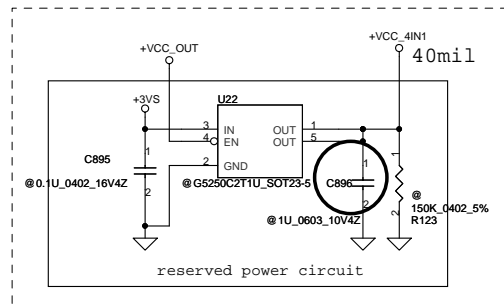 +VCC_OUT
+VCC_4IN1
40mil
+3VS
U22
3 IN OUT 1
4 EN OUT 5
2 GND
C895
1
2
@0.1U_0402_16V4Z
@G5250C2T1U_SOT23-5
C896
1
2
@1U_0603_10V4Z
1
2
@
150K_0402_5%
R123
reserved power circuit